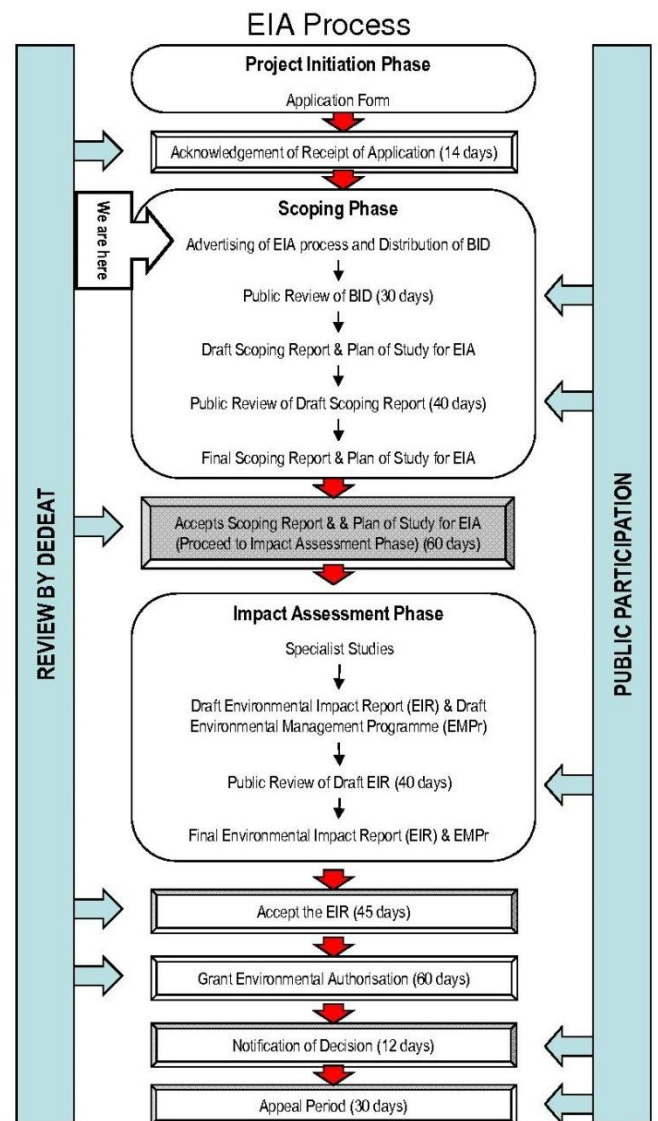 EIA Process
Project Initiation Phase
Application Form
Acknowledgement of Receipt of Application (14 days)
We are here
Scoping Phase
Advertising of EIA process and Distribution of BID
Public Review of BID (30 days)
Draft Scoping Report & Plan of Study for EIA
Public Review of Draft Scoping Report (40 days)
Final Scoping Report & Plan of Study for EIA
REVIEW BY DEDEAT
PUBLIC PARTICIPATION
Accepts Scoping Report & & Plan of Study for EIA
(Proceed to Impact Assessment Phase) (60 days)
Impact Assessment Phase
Specialist Studies
Draft Environmental Impact Report (EIR) & Draft
Environmental Management Programme (EMPr)
Public Review of Draft EIR (40 days)
Final Environmental Impact Report (EIR) & EMPr
Accept the EIR (45 days)
Grant Environmental Authorisation (60 days)
Notification of Decision (12 days)
Appeal Period (30 days)